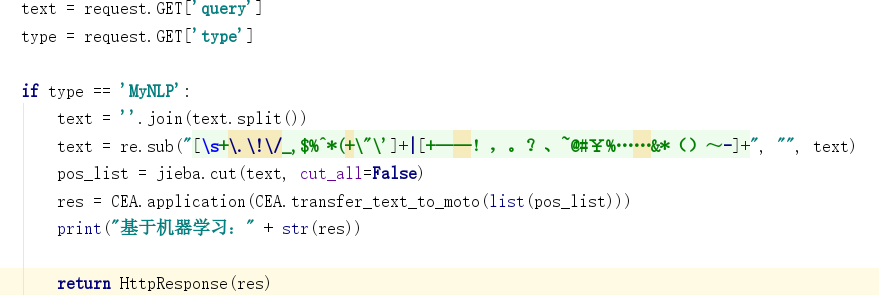 text = request.GET['query']
type = request.GET['type']
if type == 'MyNLP':
text = ''.join(text.split())
text = re.sub("[\s+\.\!\/_,$%^*(+\"\']+|[+——！，。？、~@#￥%……&*（）～-]+", "", text)
pos_list = jieba.cut(text, cut_all=False)
res = CEA.application(CEA.transfer_text_to_moto(list(pos_list)))
print("基于机器学习：" + str(res))
return HttpResponse(res)